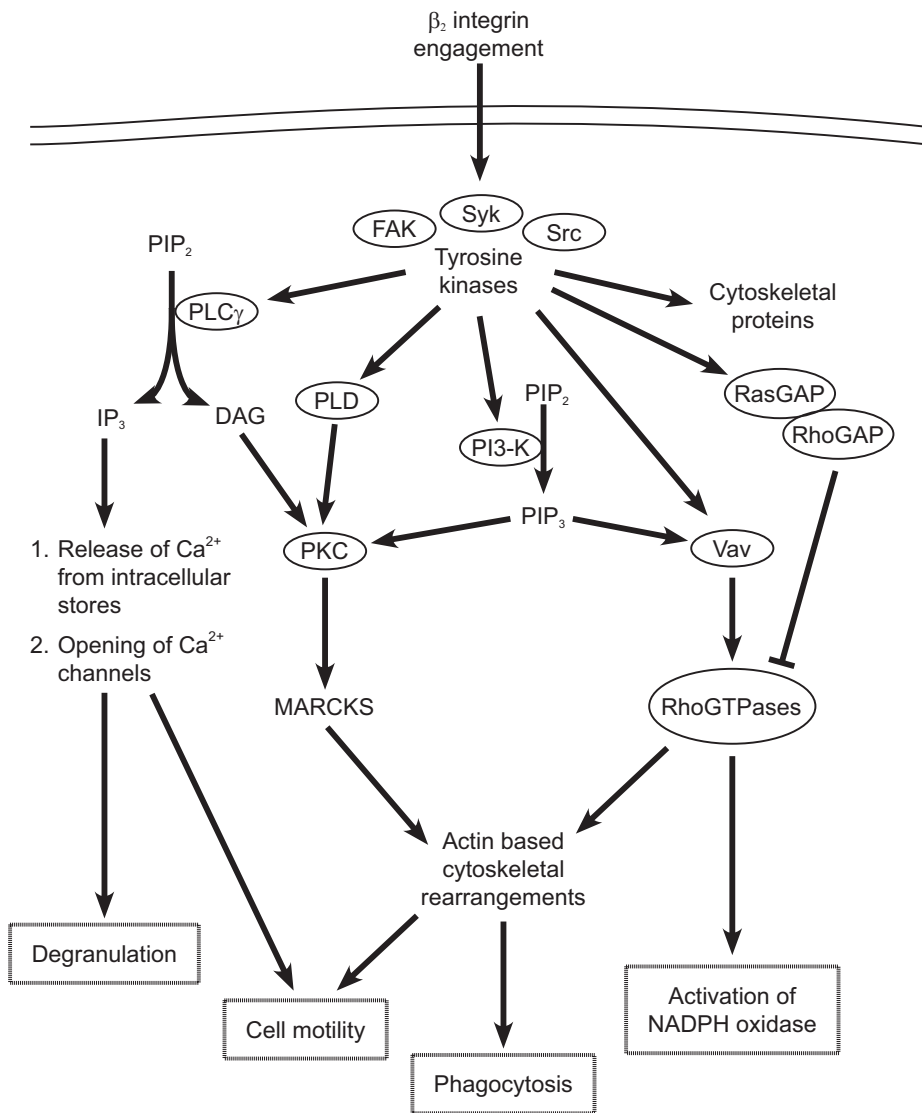 β₂ integrin
engagement
Syk
FAK
Src
Tyrosine
kinases
PIP₂
PLCγ
Cytoskeletal
proteins
IP₃
DAG
PLD
PIP₂
PI3-K
RasGAP
RhoGAP
PIP₃
PKC
Vav
1. Release of Ca²⁺
from intracellular
stores
2. Opening of Ca²⁺
channels
MARCKS
RhoGTPases
Actin based
cytoskeletal
rearrangements
Degranulation
Cell motility
Phagocytosis
Activation of
NADPH oxidase